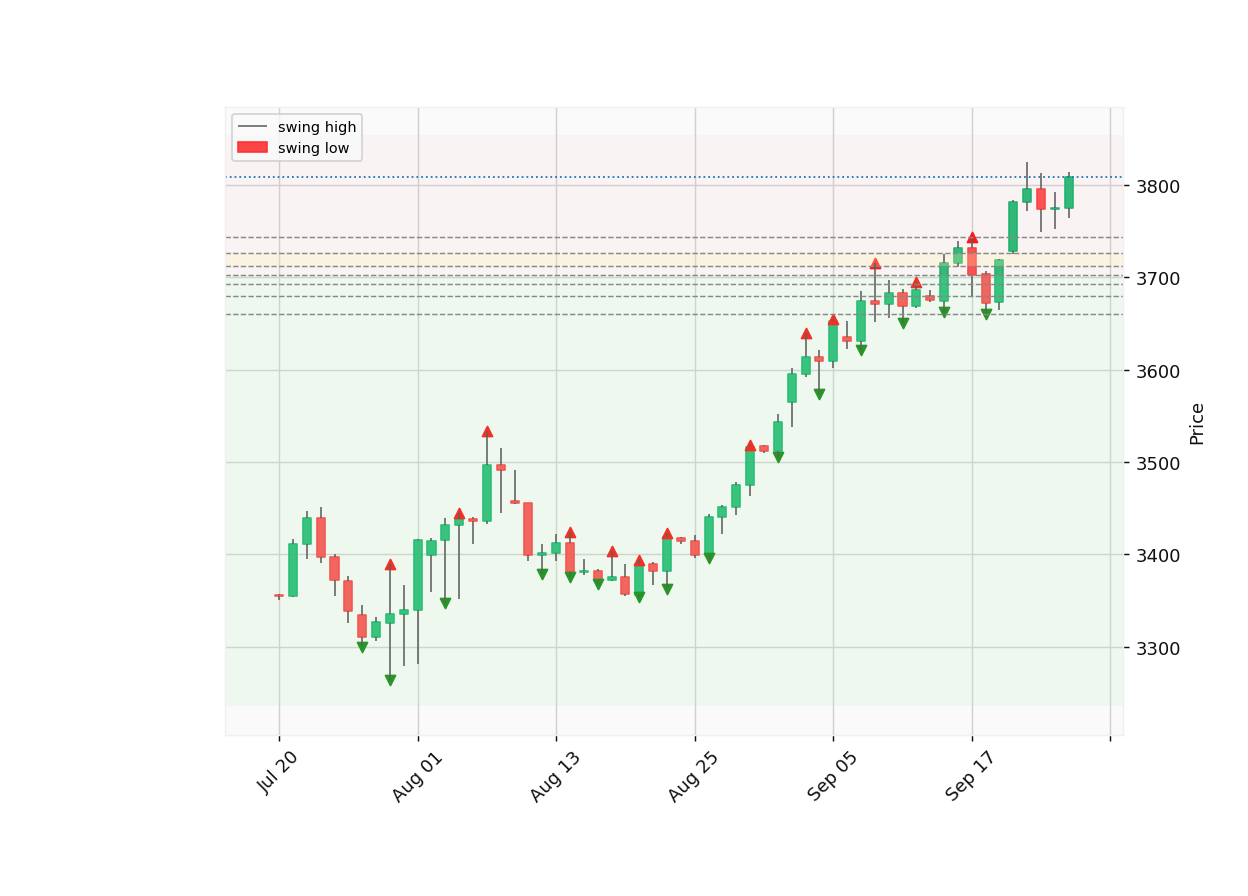 swing high
swing low
3800
3700
3600
3500
3400
3300
Price
Jul 20
Aug 01
Aug 13
Aug 25
Sep 05
Sep 17